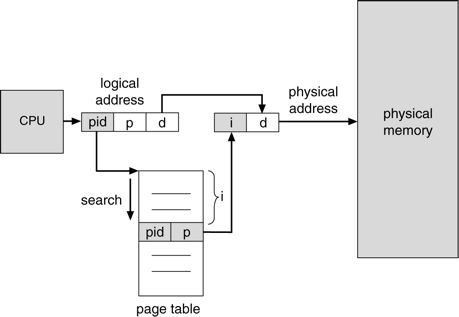 logical
address
physical
address
CPU
pid p d
i d
physical
memory
search
i
pid p
page table